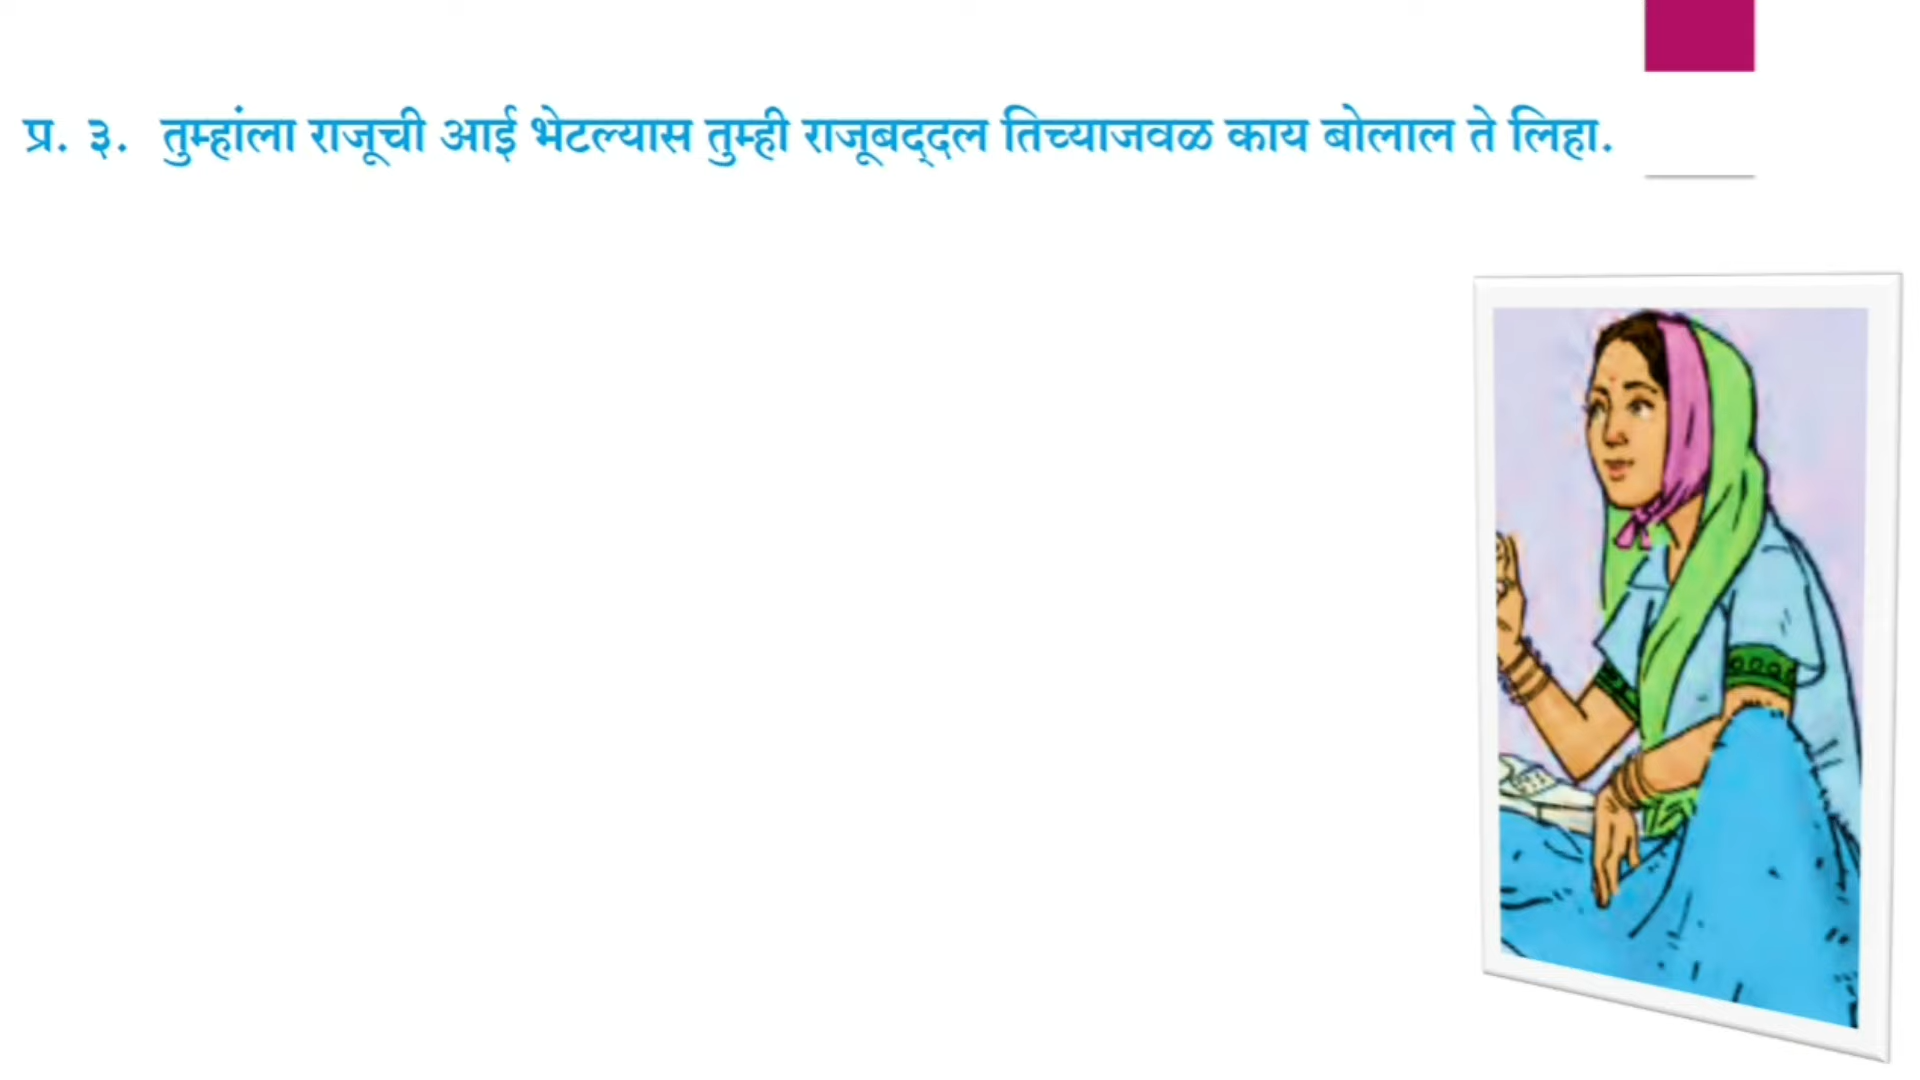 प्र. ३. तुम्हांला राजूची आई भेटल्यास तुम्ही राजूबद्‌दल तिच्याजवळ काय बोलाल ते लिहा.